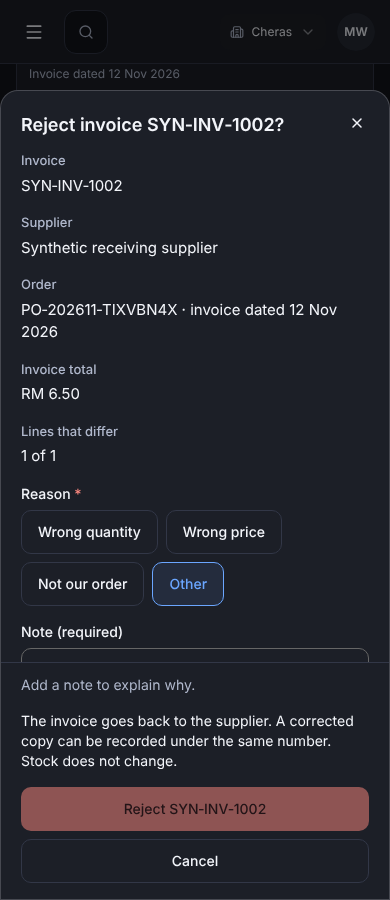 Cheras
MW
Invoice dated 12 Nov 2026
Reject invoice SYN-INV-1002?
Invoice
SYN-INV-1002
Supplier
Synthetic receiving supplier
Order
PO-202611-TIXVBN4X · invoice dated 12 Nov
2026
Invoice total
RM 6.50
Lines that differ
1 of 1
Reason *
Wrong quantity
Wrong price
Not our order
Other
Note (required)
Add a note to explain why.
The invoice goes back to the supplier. A corrected
copy can be recorded under the same number.
Stock does not change.
Reject SYN-INV-1002
Cancel